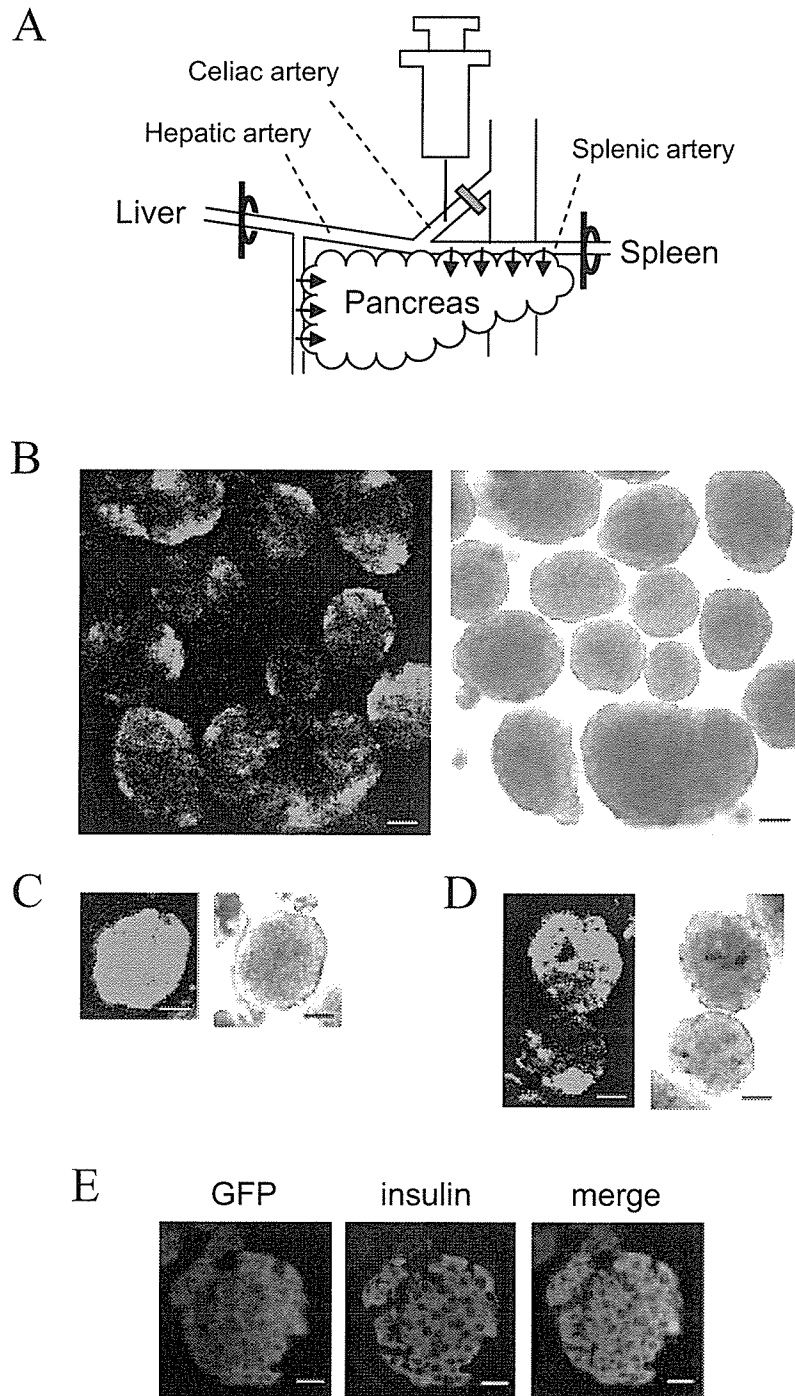 A
Celiac artery
Hepatic artery
Splenic artery
Liver
Spleen
Pancreas
B
C
D
E
GFP
insulin
merge